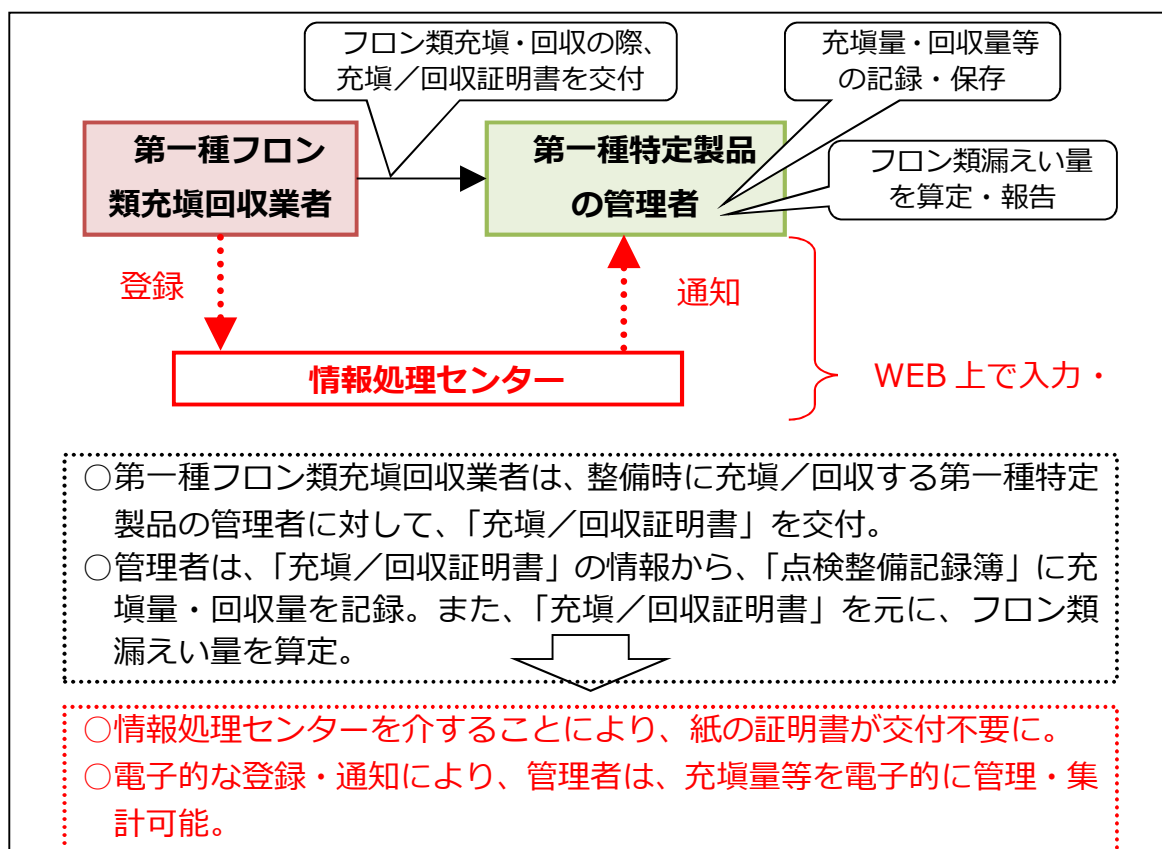 フロン類充塡・回収の際、
充塡／回収証明書を交付
充塡量・回収量等
の記録・保存
第一種フロン
類充塡回収業者
第一種特定製品
の管理者
フロン類漏えい量
を算定・報告
登録
通知
情報処理センター
WEB 上で入力・
○第一種フロン類充塡回収業者は、整備時に充塡／回収する第一種特定
製品の管理者に対して、「充塡／回収証明書」を交付。
○管理者は、「充塡／回収証明書」の情報から、「点検整備記録簿」に充
塡量・回収量を記録。また、「充塡／回収証明書」を元に、フロン類
漏えい量を算定。
○情報処理センターを介することにより、紙の証明書が交付不要に。
○電子的な登録・通知により、管理者は、充塡量等を電子的に管理・集
計可能。